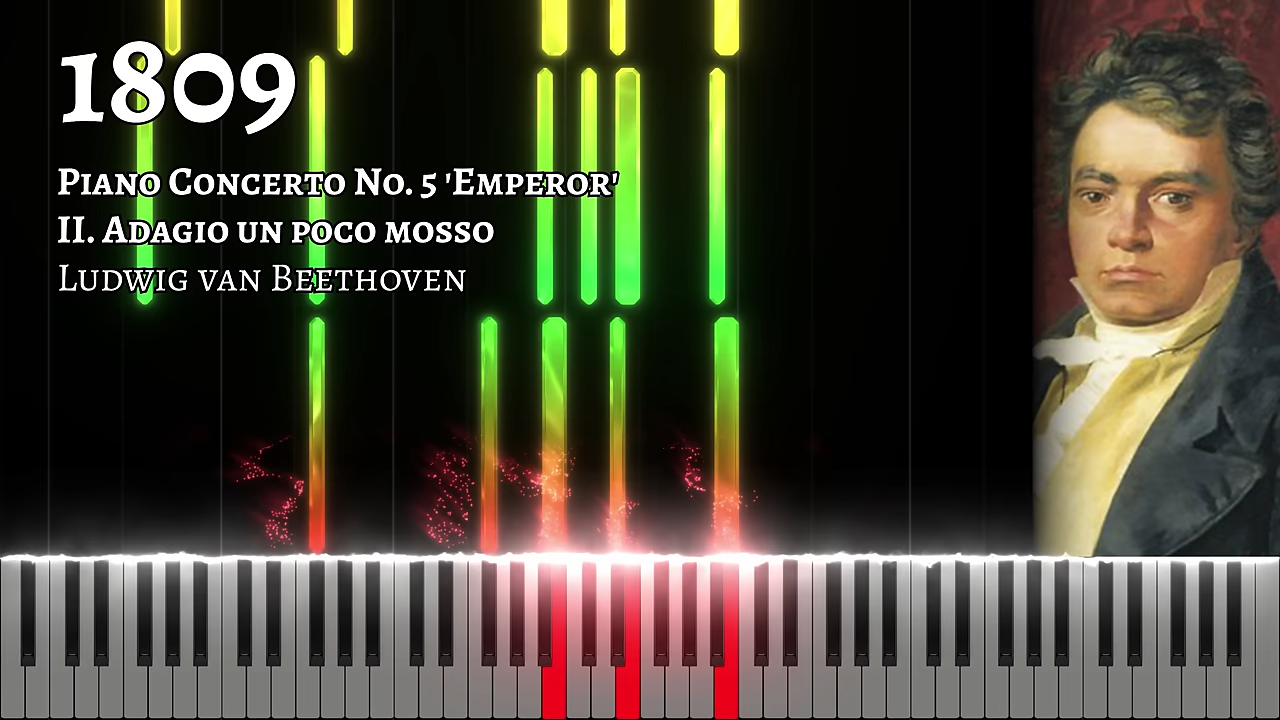 1809
Piano Concerto No. 5 'Emperor'
II. Adagio un poco mosso
Ludwig van Beethoven